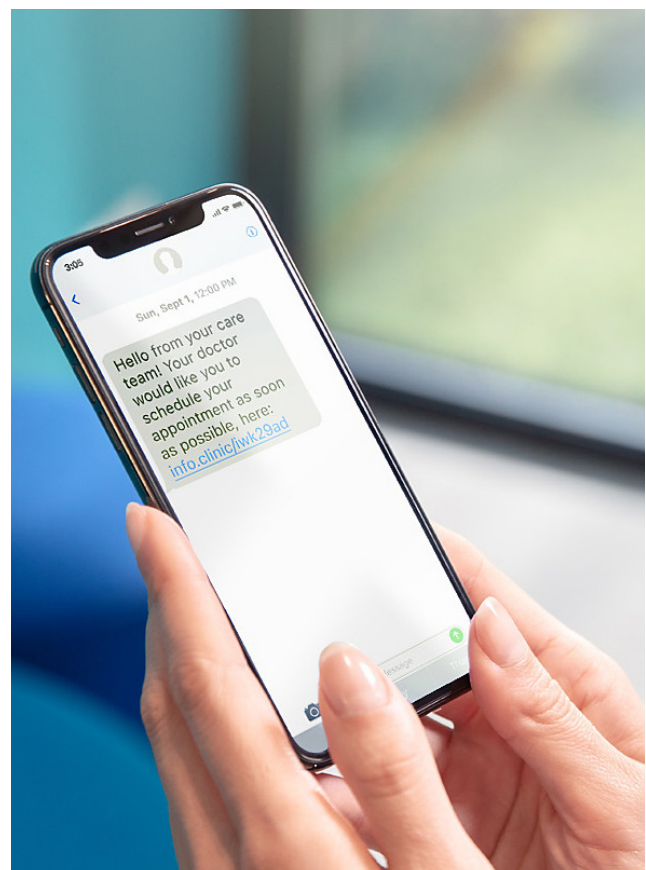 3:05
Sun, Sept 1, 12:00 PM
Hello from your care
team! Your doctor
would like you to
schedule your
appointment as soon
as possible, here:
info.clinic/iwk29ad